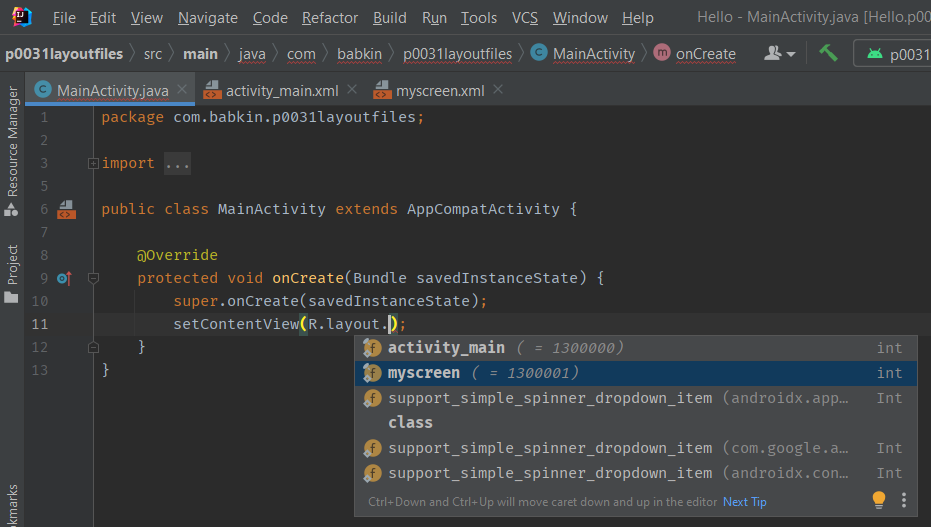 File Edit View Navigate Code Refactor Build Run Tools VCS Window Help Hello - MainActivity.java [Hello.p0
p0031layoutfiles src main java com babkin p0031layoutfiles C MainActivity m onCreate p0031
Resource Manager
Project
C MainActivity.java activity_main.xml myscreen.xml
1 package com.babkin.p0031layoutfiles;
2
3 import ...
5
6 public class MainActivity extends AppCompatActivity {
7
8 @Override
9 protected void onCreate(Bundle savedInstanceState) {
10 super.onCreate(savedInstanceState);
11 setContentView(R.layout.);
12 }
13 }
f activity_main ( = 1300000) int
f myscreen ( = 1300001) int
f support_simple_spinner_dropdown_item (androidx.app… Int
class
f support_simple_spinner_dropdown_item (com.google.a… Int
f support_simple_spinner_dropdown_item (androidx.con… Int
Ctrl+Down and Ctrl+Up will move caret down and up in the editor Next Tip
okmarks